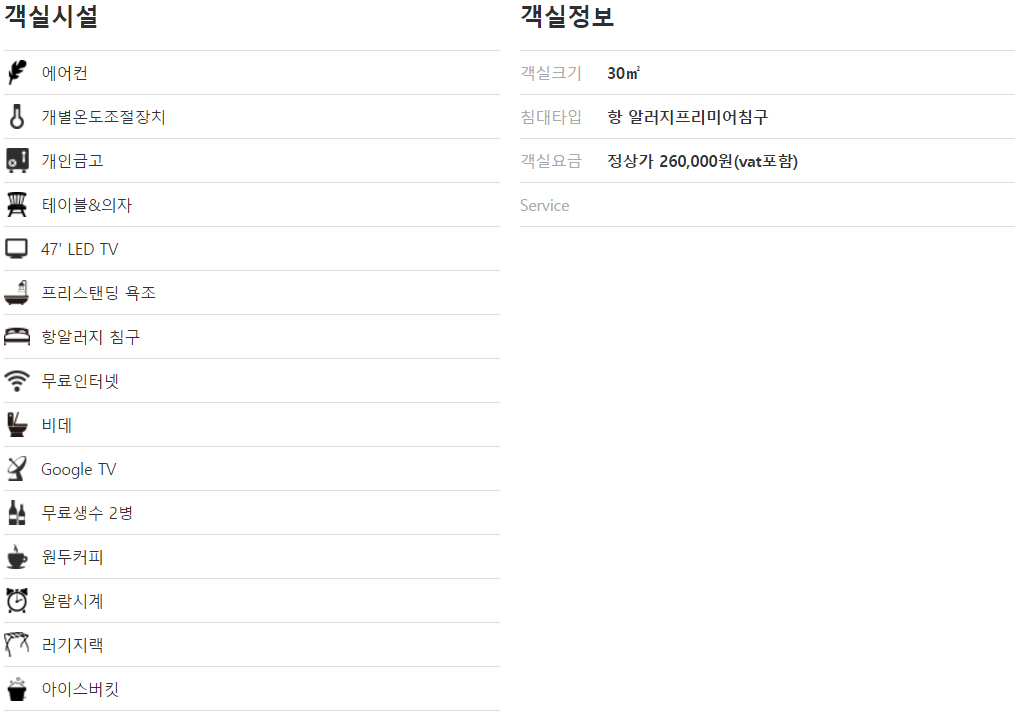 객실시설
에어컨
개별온도조절장치
개인금고
테이블&의자
47' LED TV
프리스탠딩 욕조
항알러지 침구
무료인터넷
비데
Google TV
무료생수 2병
원두커피
알람시계
러기지랙
아이스버킷
객실정보
객실크기 30㎡
침대타입 항 알러지프리미어침구
객실요금 정상가 260,000원(vat포함)
Service